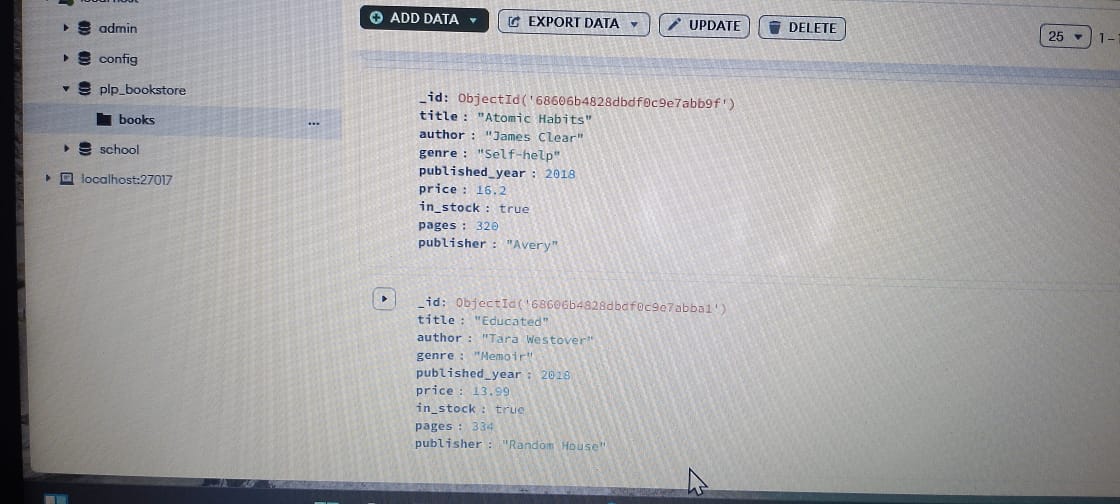 admin
config
plp_bookstore
books
...
school
localhost:27017
ADD DATA
EXPORT DATA
UPDATE
DELETE
25
_id: ObjectId('68606b4828dbdf0c9e7abb9f')
title : "Atomic Habits"
author : "James Clear"
genre : "Self-help"
published_year : 2018
price : 16.2
in_stock : true
pages : 320
publisher : "Avery"
_id: ObjectId('68606b4828dbdf0c9e7abba1')
title : "Educated"
author : "Tara Westover"
genre : "Memoir"
published_year : 2018
price : 13.99
in_stock : true
pages : 334
publisher : "Random House"